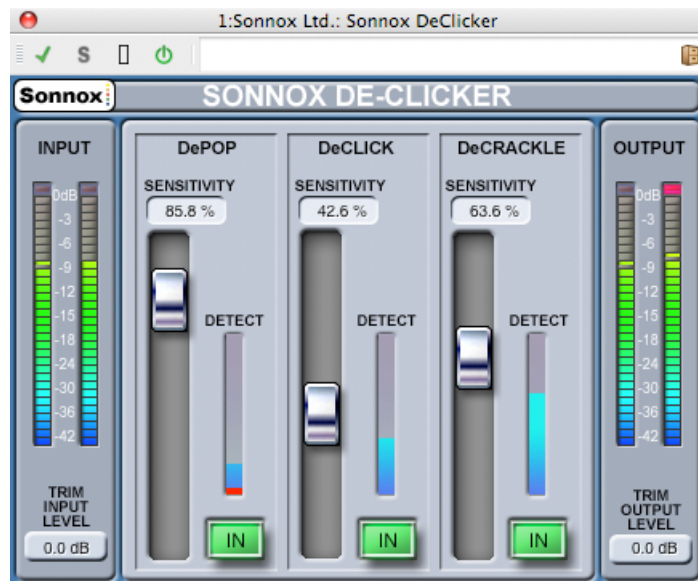 1:Sonnox Ltd.: Sonnox DeClicker
S
Sonnox
SONNOX DE-CLICKER
INPUT
0dB
-3
-6
-9
-12
-15
-18
-24
-30
-36
-42
TRIM
INPUT
LEVEL
0.0 dB
DePOP
SENSITIVITY
85.8 %
DETECT
IN
DeCLICK
SENSITIVITY
42.6 %
DETECT
IN
DeCRACKLE
SENSITIVITY
63.6 %
DETECT
IN
OUTPUT
0dB
-3
-6
-9
-12
-15
-18
-24
-30
-36
-42
TRIM
OUTPUT
LEVEL
0.0 dB